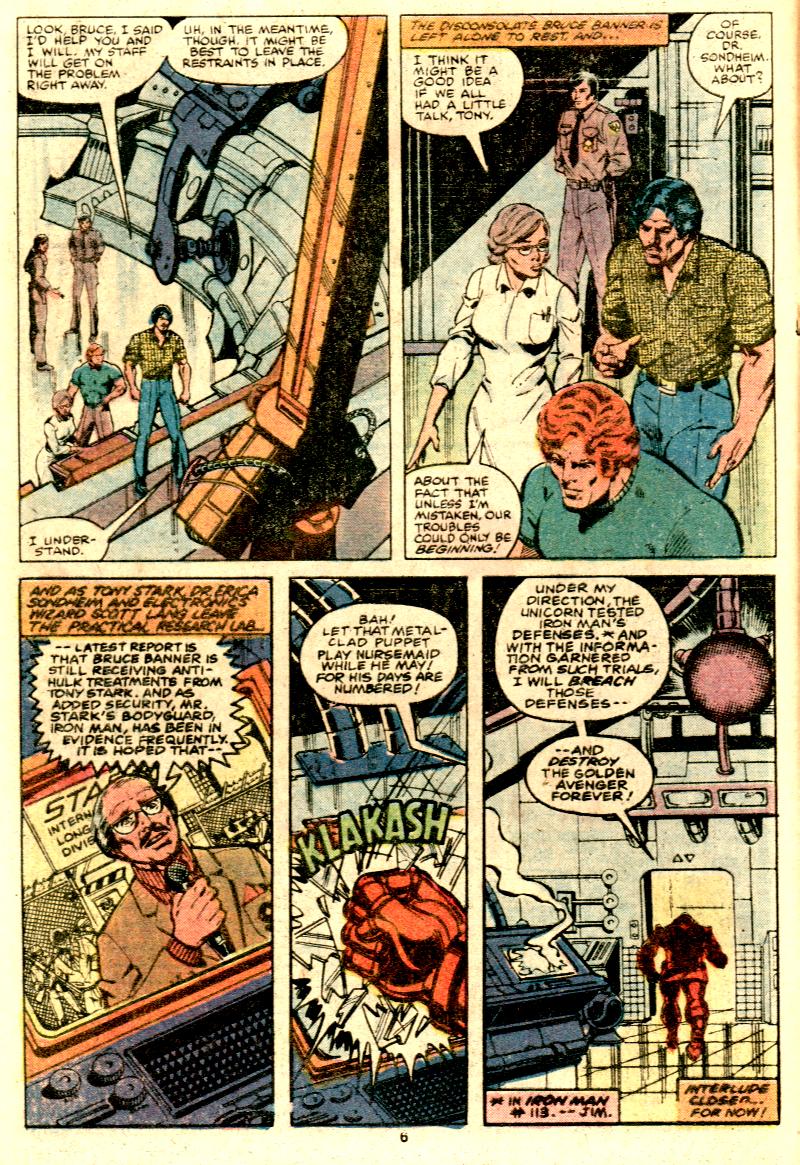 LOOK, BRUCE, I SAID
I'D HELP YOU AND
I WILL. MY STAFF
WILL GET ON
THE PROBLEM
RIGHT AWAY.
UH, IN THE MEANTIME,
THOUGH, IT MIGHT BE
BEST TO LEAVE THE
RESTRAINTS IN PLACE.
I UNDER-
STAND.
THE DISCONSOLATE BRUCE BANNER IS
LEFT ALONE TO REST, AND...
I THINK IT
MIGHT BE A
GOOD IDEA
IF WE ALL
HAD A LITTLE
TALK, TONY.
OF
COURSE,
DR.
SONDHEIM.
WHAT
ABOUT?
ABOUT THE
FACT THAT
UNLESS I'M
MISTAKEN, OUR
TROUBLES
COULD ONLY BE
BEGINNING!
AND AS TONY STARK, DR. ERICA
SONDHEIM, AND ELECTRONICS
WIZARD SCOTT LANG LEAVE
THE PRACTICAL RESEARCH LAB...
-- LATEST REPORT IS
THAT BRUCE BANNER IS
STILL RECEIVING ANTI-
HULK TREATMENTS FROM
TONY STARK. AND AS
ADDED SECURITY, MR.
STARK'S BODYGUARD,
IRON MAN, HAS BEEN IN
EVIDENCE FREQUENTLY.
IT IS HOPED THAT--
STA
INTERN
LONG
DIVIS
BAH!
LET THAT METAL-
CLAD PUPPET
PLAY NURSEMAID
WHILE HE MAY!
FOR HIS DAYS ARE
NUMBERED!
KLAKASH
UNDER MY
DIRECTION, THE
UNICORN TESTED
IRON MAN'S
DEFENSES.* AND
WITH THE INFORMA-
TION GARNERED
FROM SUCH TRIALS,
I WILL BREACH
THOSE
DEFENSES--
--AND
DESTROY
THE GOLDEN
AVENGER
FOREVER!
* IN IRON MAN
# 113. -- JIM.
INTERLUDE
CLOSED...
FOR NOW!
6